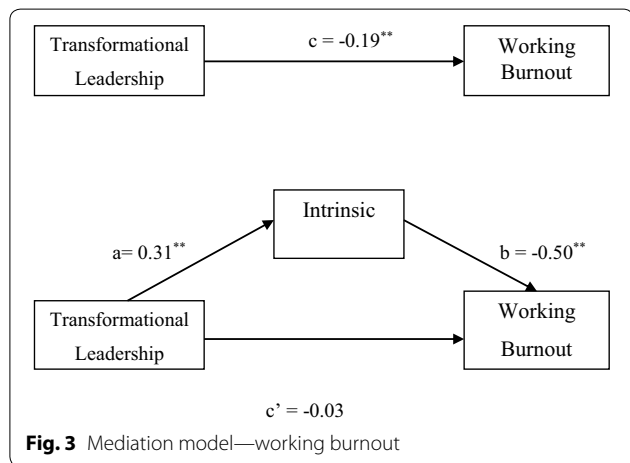 Transformational
Leadership
c = -0.19**
Working
Burnout
Intrinsic
a= 0.31**
b = -0.50**
Transformational
Leadership
Working
Burnout
c’ = -0.03
Fig. 3 Mediation model—working burnout